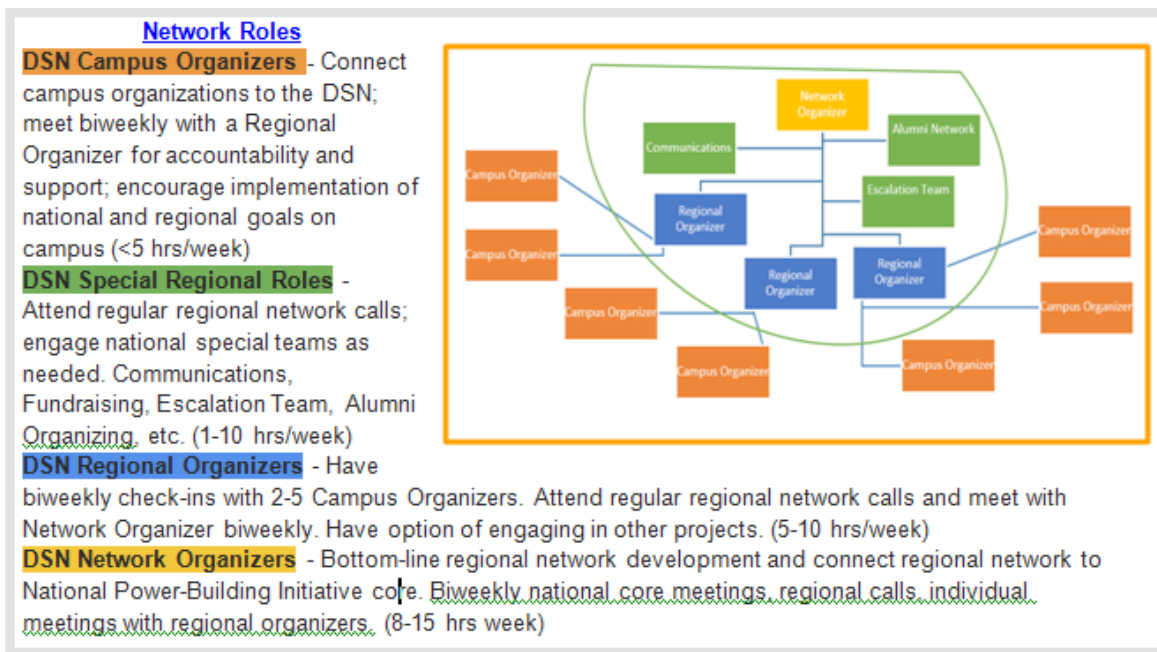 Network Roles
DSN Campus Organizers - Connect
campus organizations to the DSN;
meet biweekly with a Regional
Organizer for accountability and
support; encourage implementation of
national and regional goals on
campus (<5 hrs/week)
DSN Special Regional Roles -
Attend regular regional network calls;
engage national special teams as
needed. Communications,
Fundraising, Escalation Team, Alumni
Organizing, etc. (1-10 hrs/week)
DSN Regional Organizers - Have
biweekly check-ins with 2-5 Campus Organizers. Attend regular regional network calls and meet with
Network Organizer biweekly. Have option of engaging in other projects. (5-10 hrs/week)
DSN Network Organizers - Bottom-line regional network development and connect regional network to
National Power-Building Initiative core. Biweekly national core meetings, regional calls, individual
meetings with regional organizers. (8-15 hrs week)
Network
Organizer
Alumni Network
Communications
Campus Organizer
Escalation Team
Regional
Organizer
Campus Organizer
Campus Organizer
Regional
Organizer
Regional
Organizer
Campus Organizer
Campus Organizer
Campus Organizer
Campus Organizer
Campus Organizer